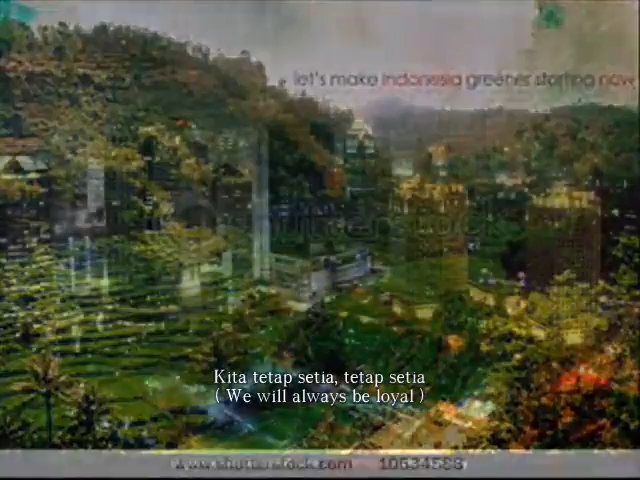 let's make Indonesia greener starting now
shutterstock
Kita tetap setia, tetap setia
( We will always be loyal )
www.shutterstock.com
10534588